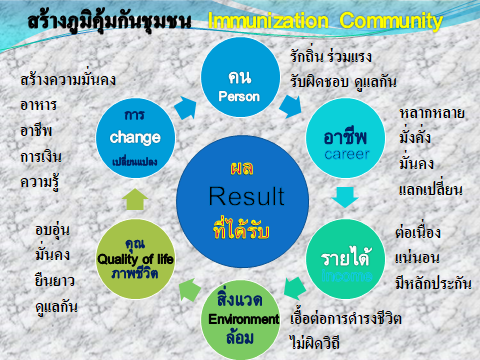 สร้างภูมิคุ้มกันชุมชน Immunization Community
คน
Person
รักถิ่น ร่วมแรง
รับผิดชอบ ดูแลกัน
อาชีพ
career
หลากหลาย
มั่งคั่ง
มั่นคง
แลกเปลี่ยน
รายได้
ต่อเนื่อง
แน่นอน
มีหลักประกัน
สิ่งแวด
Environment
ล้อม
เอื้อต่อการดำรงชีวิต
ไม่ผิดวิถี
คุณ
Quality of life
ภาพชีวิต
อบอุ่น
มั่นคง
ยืนยาว
ดูแลกัน
การ
change
เปลี่ยนแปลง
สร้างความมั่นคง
อาหาร
อาชีพ
การเงิน
ความรู้
ผล
Result
ที่ได้รับ